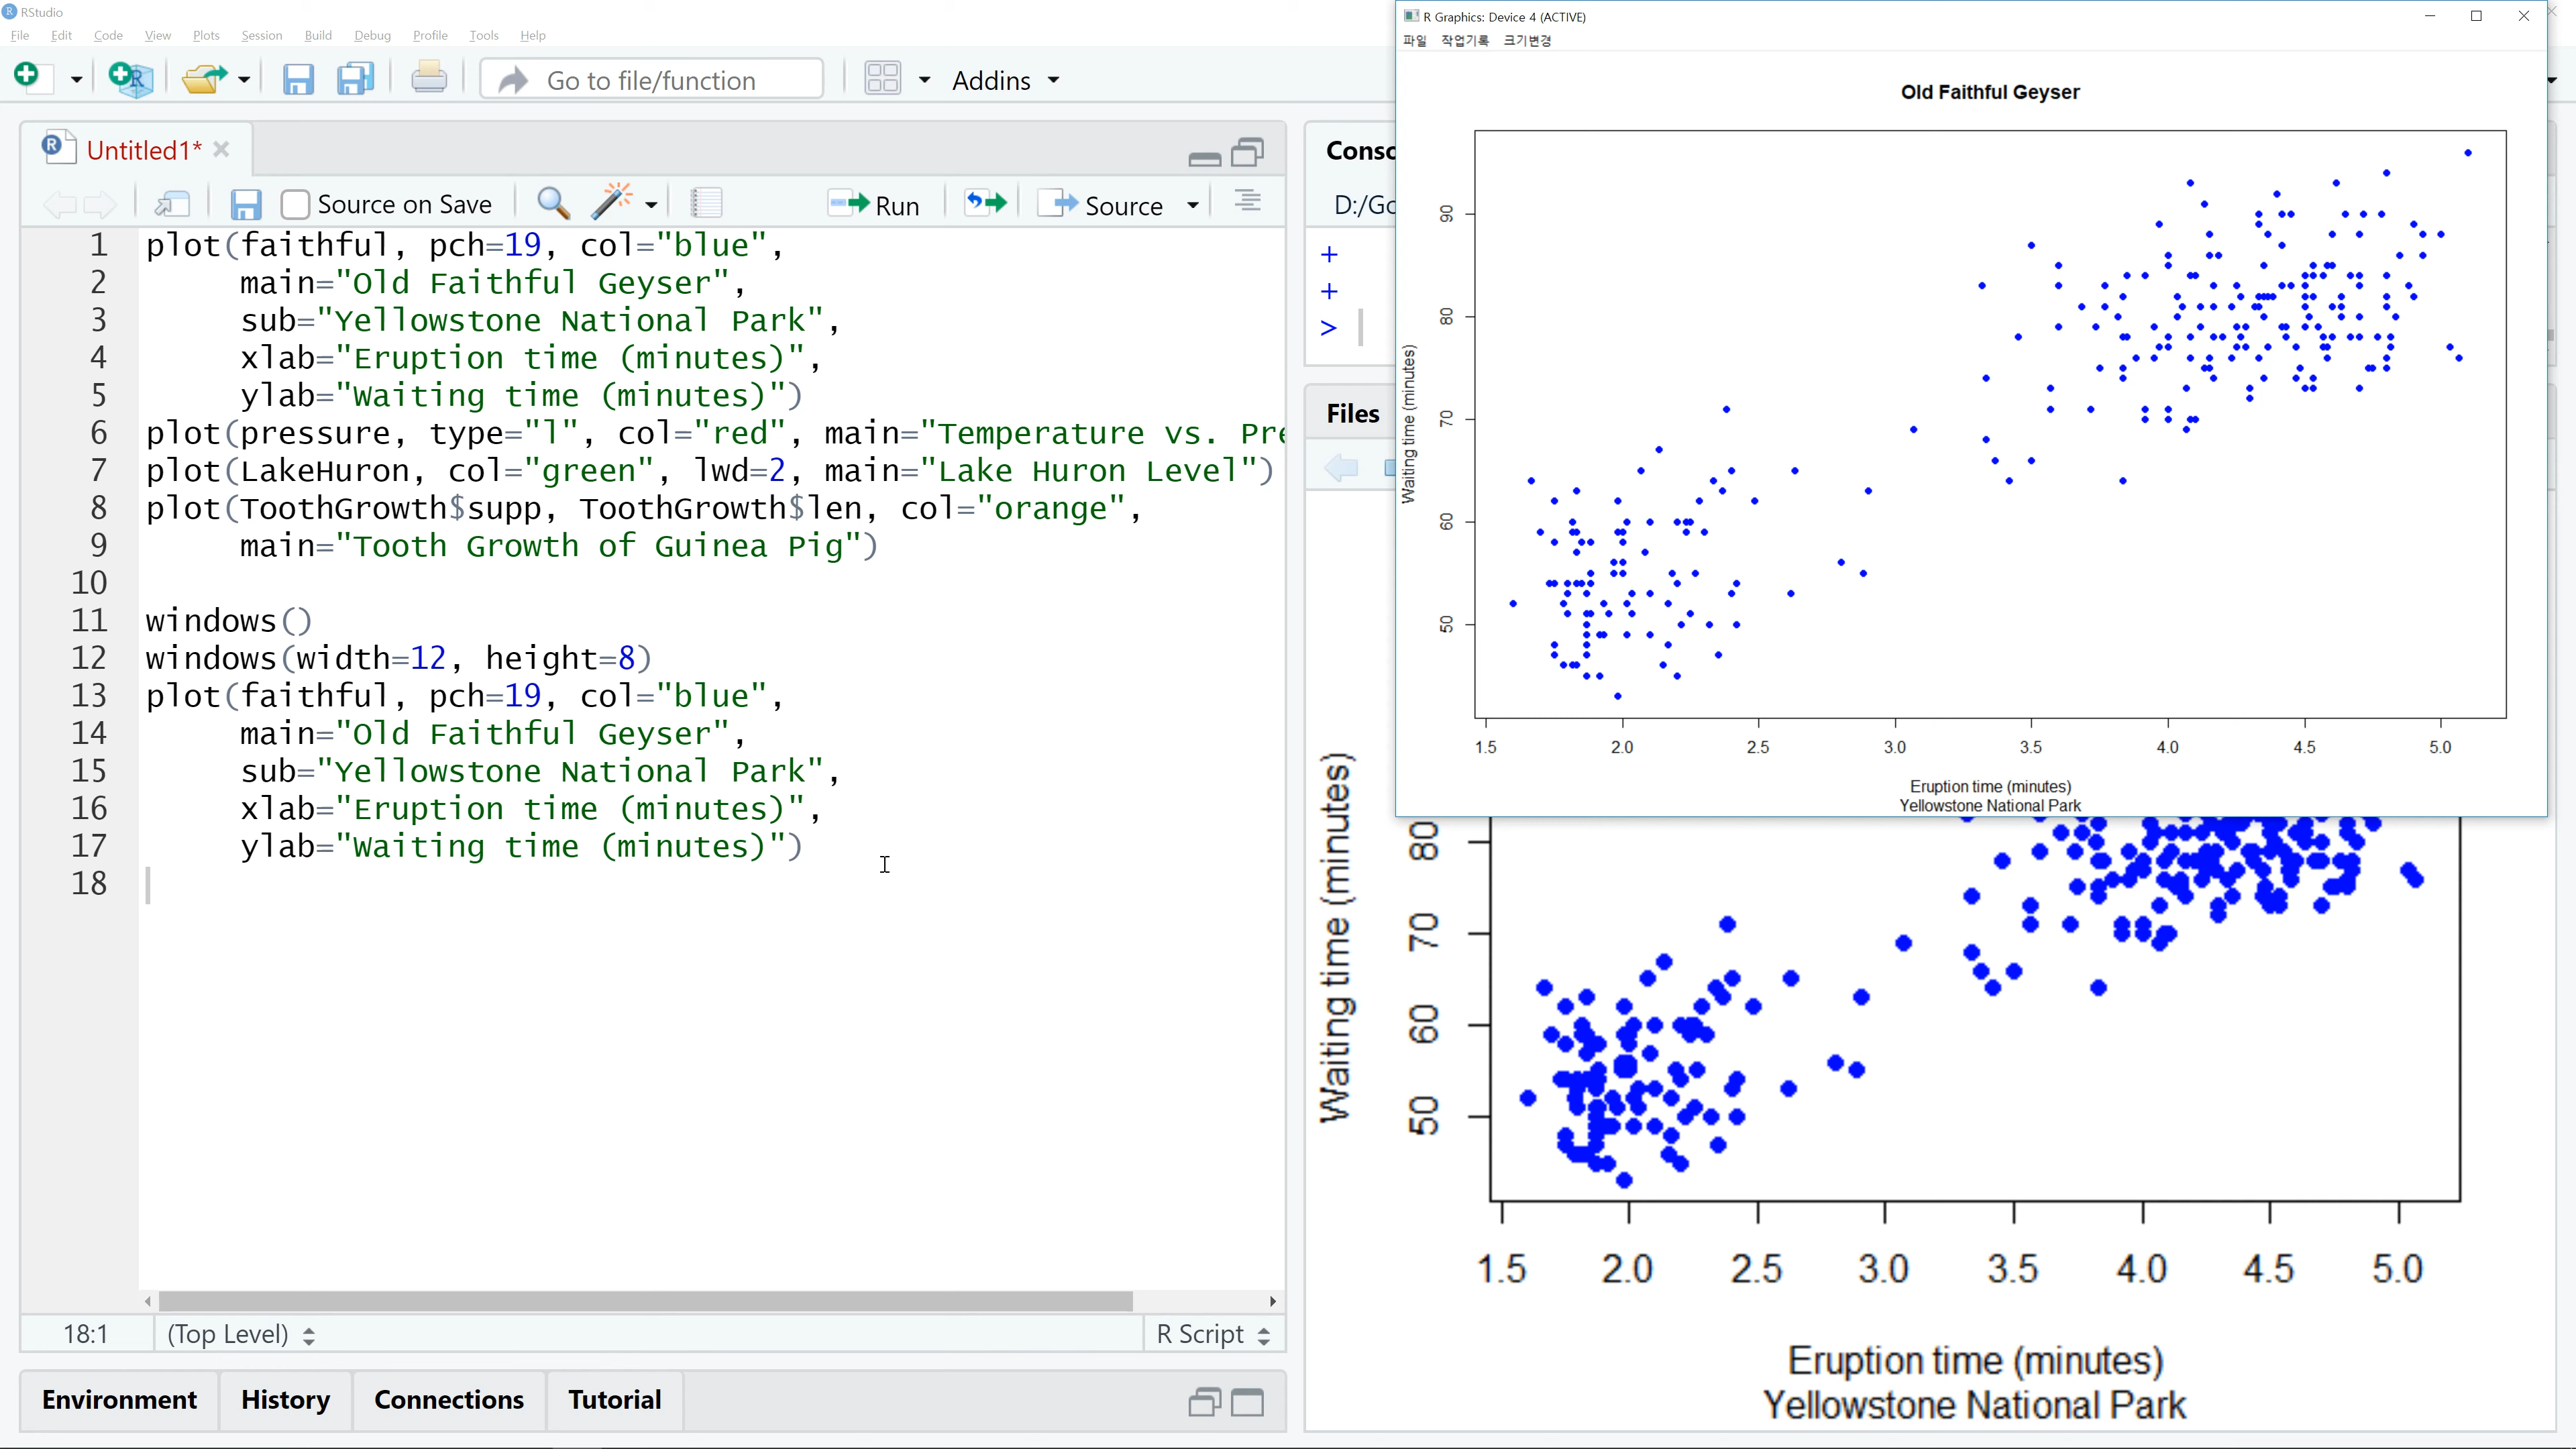 RStudio
File Edit Code View Plots Session Build Debug Profile Tools Help
Go to file/function Addins
Untitled1*
Source on Save Run Source
1 plot(faithful, pch=19, col="blue",
2 main="Old Faithful Geyser",
3 sub="Yellowstone National Park",
4 xlab="Eruption time (minutes)",
5 ylab="Waiting time (minutes)")
6 plot(pressure, type="l", col="red", main="Temperature vs. Pre
7 plot(LakeHuron, col="green", lwd=2, main="Lake Huron Level")
8 plot(ToothGrowth$supp, ToothGrowth$len, col="orange",
9 main="Tooth Growth of Guinea Pig")
10
11 windows()
12 windows(width=12, height=8)
13 plot(faithful, pch=19, col="blue",
14 main="Old Faithful Geyser",
15 sub="Yellowstone National Park",
16 xlab="Eruption time (minutes)",
17 ylab="Waiting time (minutes)")
18
18:1 (Top Level) R Script
Environment History Connections Tutorial
Conso
D:/Go
+
+
>
Files
R Graphics: Device 4 (ACTIVE)
파일 작업기록 크기변경
Old Faithful Geyser
Waiting time (minutes)
90
80
70
60
50
1.5 2.0 2.5 3.0 3.5 4.0 4.5 5.0
Eruption time (minutes)
Yellowstone National Park
Waiting time (minutes)
80
70
60
50
1.5 2.0 2.5 3.0 3.5 4.0 4.5 5.0
Eruption time (minutes)
Yellowstone National Park